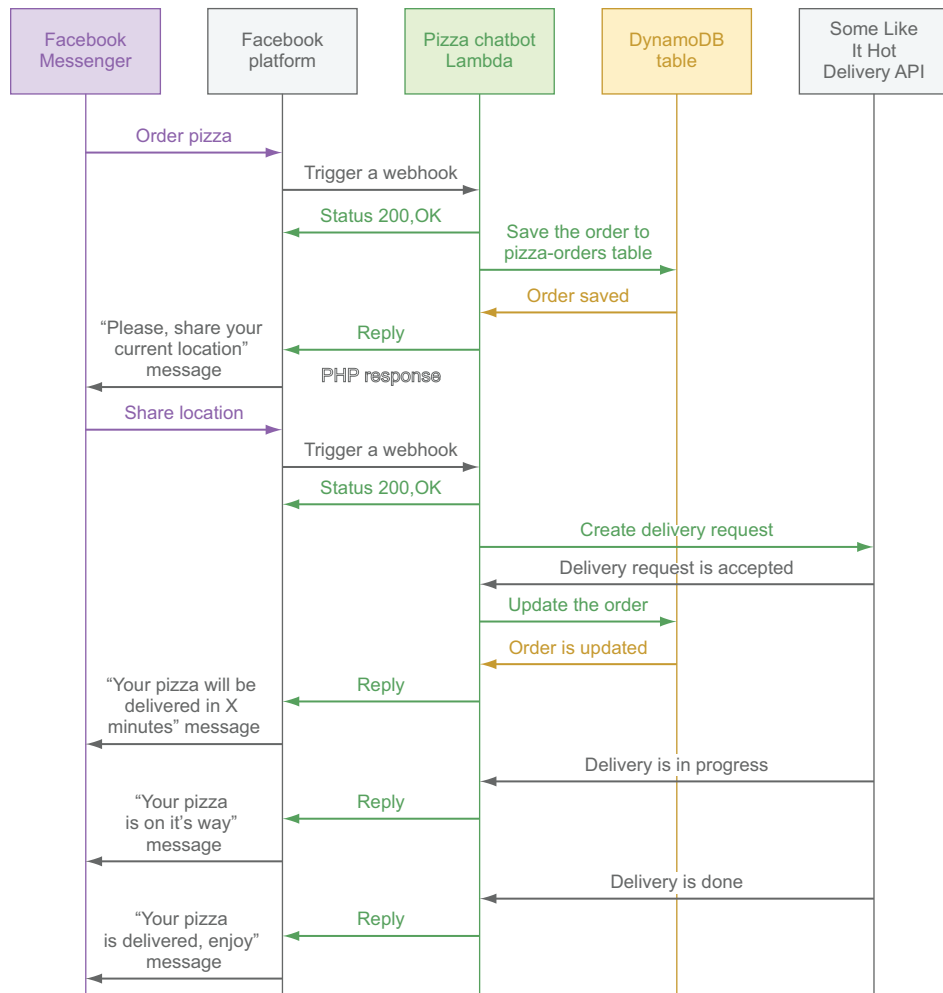 Facebook
Messenger
Facebook
platform
Pizza chatbot
Lambda
DynamoDB
table
Some Like
It Hot
Delivery API
Order pizza
Trigger a webhook
Status 200,OK
Save the order to
pizza-orders table
Order saved
“Please, share your
current location”
message
Reply
PHP response
Share location
Trigger a webhook
Status 200,OK
Create delivery request
Delivery request is accepted
Update the order
Order is updated
“Your pizza will be
delivered in X
minutes” message
Reply
Delivery is in progress
“Your pizza
is on it’s way”
message
Reply
Delivery is done
“Your pizza
is delivered, enjoy”
message
Reply